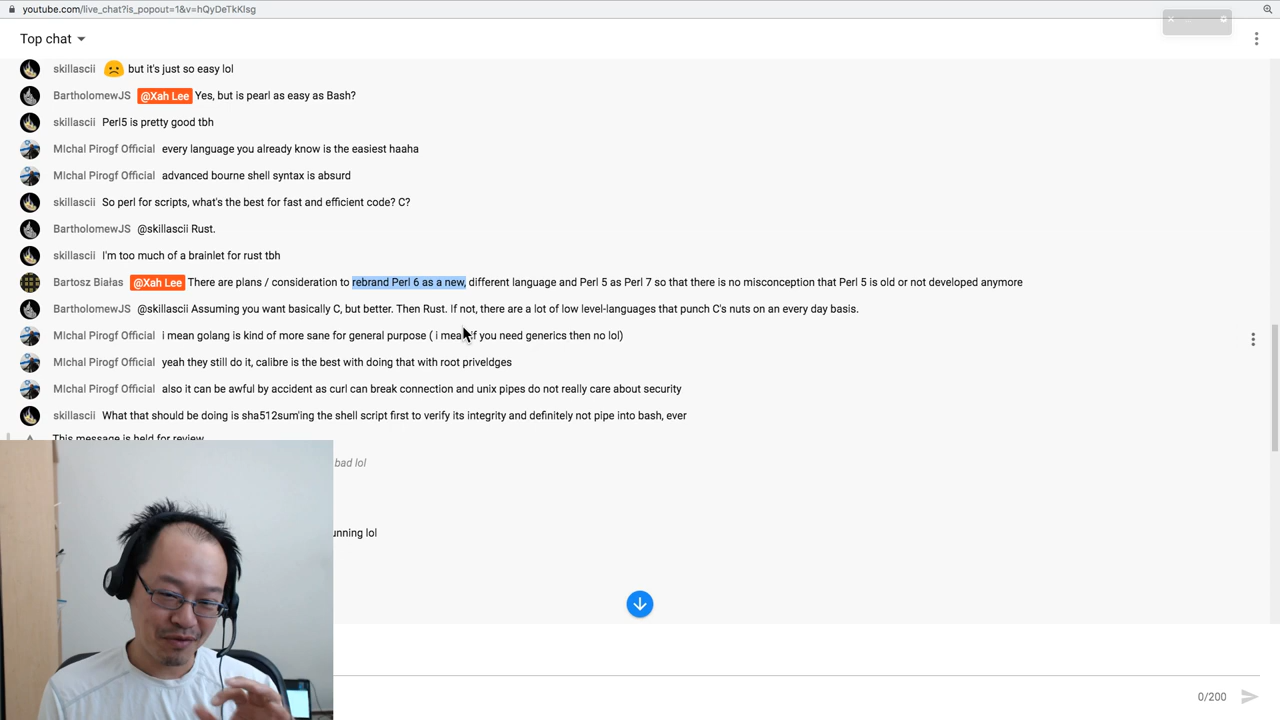 youtube.com/live_chat?is_popout=1&v=hQyDeTkKlsg
Top chat
skillascii 😟 but it's just so easy lol
BartholomewJS @Xah Lee Yes, but is pearl as easy as Bash?
skillascii Perl5 is pretty good tbh
MIchal Pirogf Official every language you already know is the easiest haaha
MIchal Pirogf Official advanced bourne shell syntax is absurd
skillascii So perl for scripts, what's the best for fast and efficient code? C?
BartholomewJS @skillascii Rust.
skillascii I'm too much of a brainlet for rust tbh
Bartosz Białas @Xah Lee There are plans / consideration to rebrand Perl 6 as a new, different language and Perl 5 as Perl 7 so that there is no misconception that Perl 5 is old or not developed anymore
BartholomewJS @skillascii Assuming you want basically C, but better. Then Rust. If not, there are a lot of low level-languages that punch C's nuts on an every day basis.
MIchal Pirogf Official i mean golang is kind of more sane for general purpose ( i mea if you need generics then no lol)
MIchal Pirogf Official yeah they still do it, calibre is the best with doing that with root priveldges
MIchal Pirogf Official also it can be awful by accident as curl can break connection and unix pipes do not really care about security
skillascii What that should be doing is sha512sum'ing the shell script first to verify its integrity and definitely not pipe into bash, ever
This message is held for review.
bad lol
unning lol
0/200